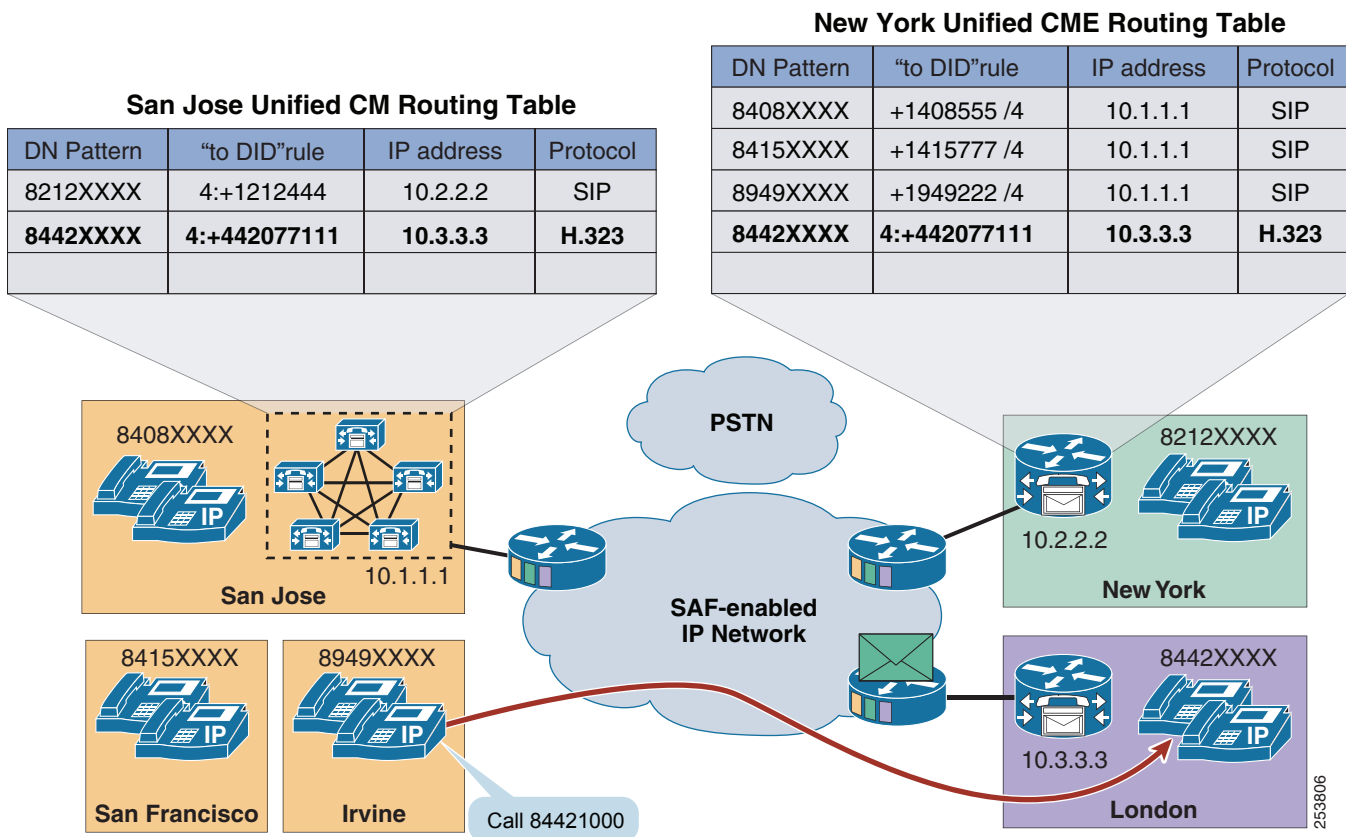 New York Unified CME Routing Table
DN Pattern “to DID”rule IP address Protocol
8408XXXX +1408555 /4 10.1.1.1 SIP
8415XXXX +1415777 /4 10.1.1.1 SIP
8949XXXX +1949222 /4 10.1.1.1 SIP
8442XXXX 4:+442077111 10.3.3.3 H.323
San Jose Unified CM Routing Table
DN Pattern “to DID”rule IP address Protocol
8212XXXX 4:+1212444 10.2.2.2 SIP
8442XXXX 4:+442077111 10.3.3.3 H.323
8408XXXX
IP
10.1.1.1
San Jose
PSTN
8212XXXX
IP
10.2.2.2
New York
SAF-enabled
IP Network
8415XXXX
IP
San Francisco
8949XXXX
IP
Irvine
Call 84421000
8442XXXX
IP
10.3.3.3
London
253806